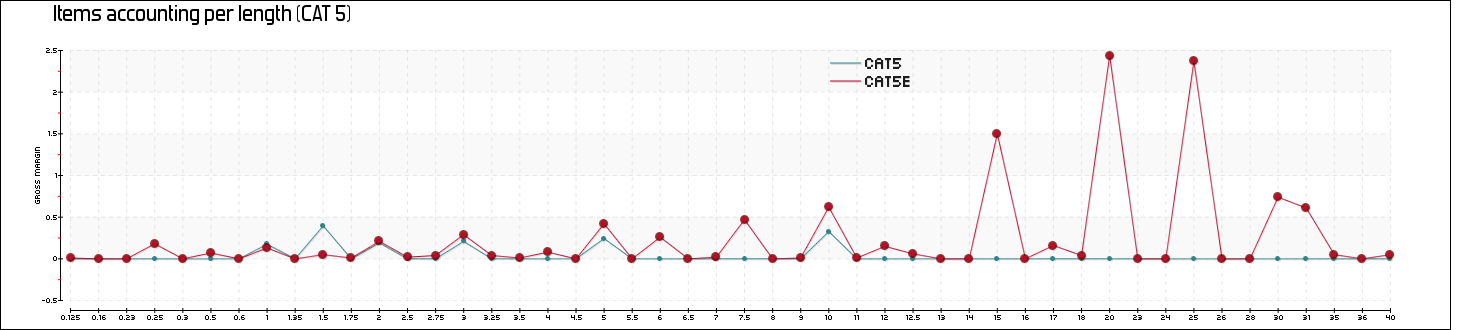 Items accounting per length (CAT 5)
CAT5
CAT5E
GROSS MARGIN
2.5
2
1.5
1
0.5
0
-0.5
0.125 0.16 0.23 0.25 0.3 0.5 0.6 1 1.35 1.5 1.75 2 2.5 2.75 3 3.25 3.5 4 4.5 5 5.5 6 6.5 7 7.5 8 9 10 11 12 12.5 13 14 15 16 17 18 20 23 24 25 26 28 30 31 35 36 40